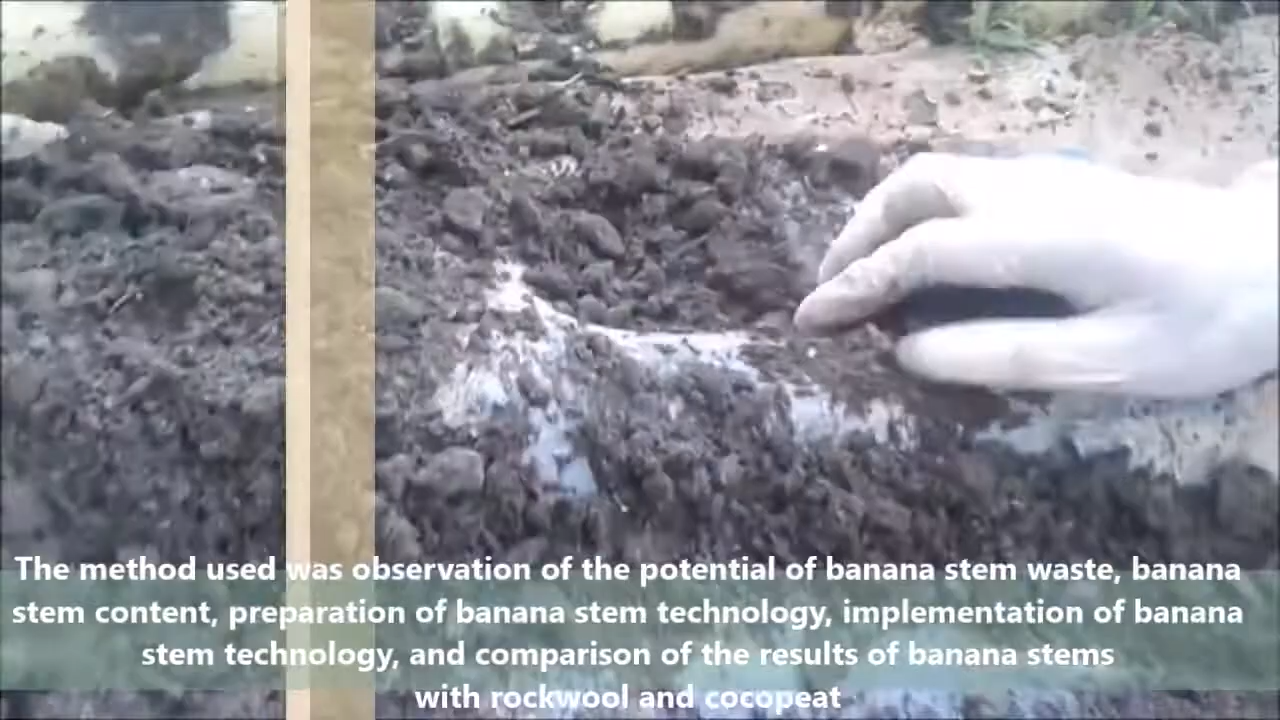 The method used was observation of the potential of banana stem waste, banana
stem content, preparation of banana stem technology, implementation of banana
stem technology, and comparison of the results of banana stems
with rockwool and cocopeat